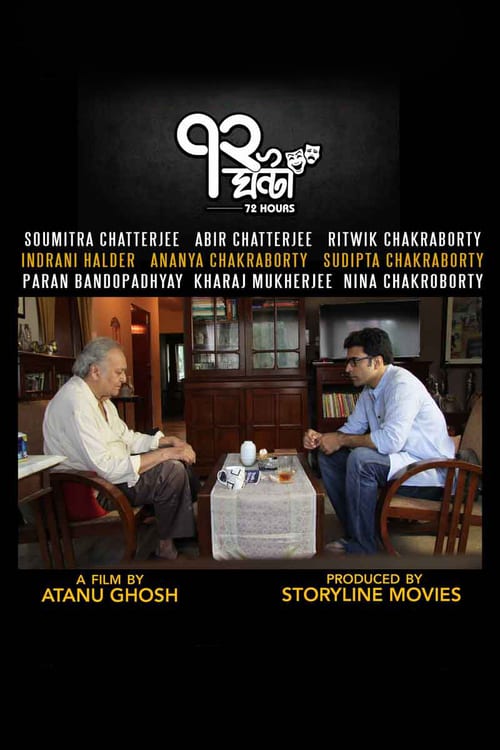 ৭২
ঘণ্টা
72 HOURS
SOUMITRA CHATTERJEE ABIR CHATTERJEE RITWIK CHAKRABORTY
INDRANI HALDER ANANYA CHAKRABORTY SUDIPTA CHAKRABORTY
PARAN BANDOPADHYAY KHARAJ MUKHERJEE NINA CHAKROBORTY
A FILM BY
ATANU GHOSH
PRODUCED BY
STORYLINE MOVIES